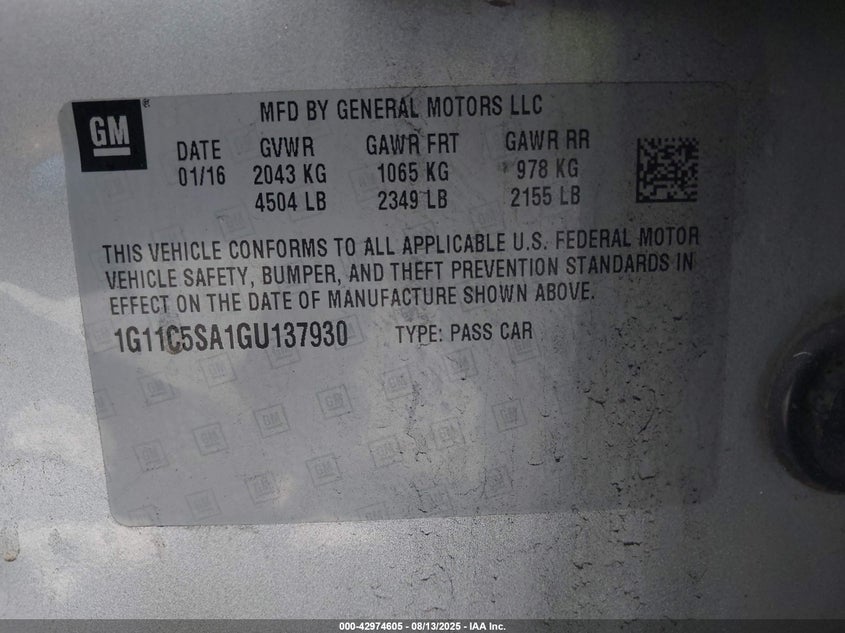 GM
MFD BY GENERAL MOTORS LLC
DATE GVWR GAWR FRT GAWR RR
01/16 2043 KG 1065 KG 978 KG
4504 LB 2349 LB 2155 LB
THIS VEHICLE CONFORMS TO ALL APPLICABLE U.S. FEDERAL MOTOR
VEHICLE SAFETY, BUMPER, AND THEFT PREVENTION STANDARDS IN
EFFECT ON THE DATE OF MANUFACTURE SHOWN ABOVE.
1G11C5SA1GU137930 TYPE: PASS CAR
000-42974605 - 08/13/2025 - IAA Inc.